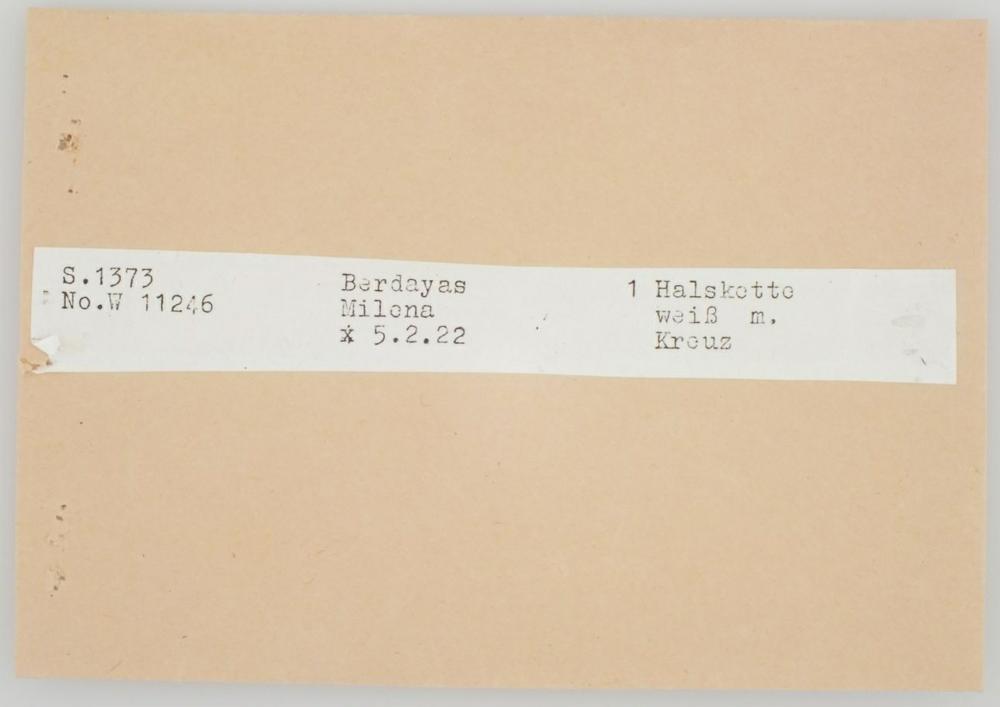 S.1373
No.W 11246
Berdayas
Milena
* 5.2.22
1 Halskette
weiß m.
Kreuz